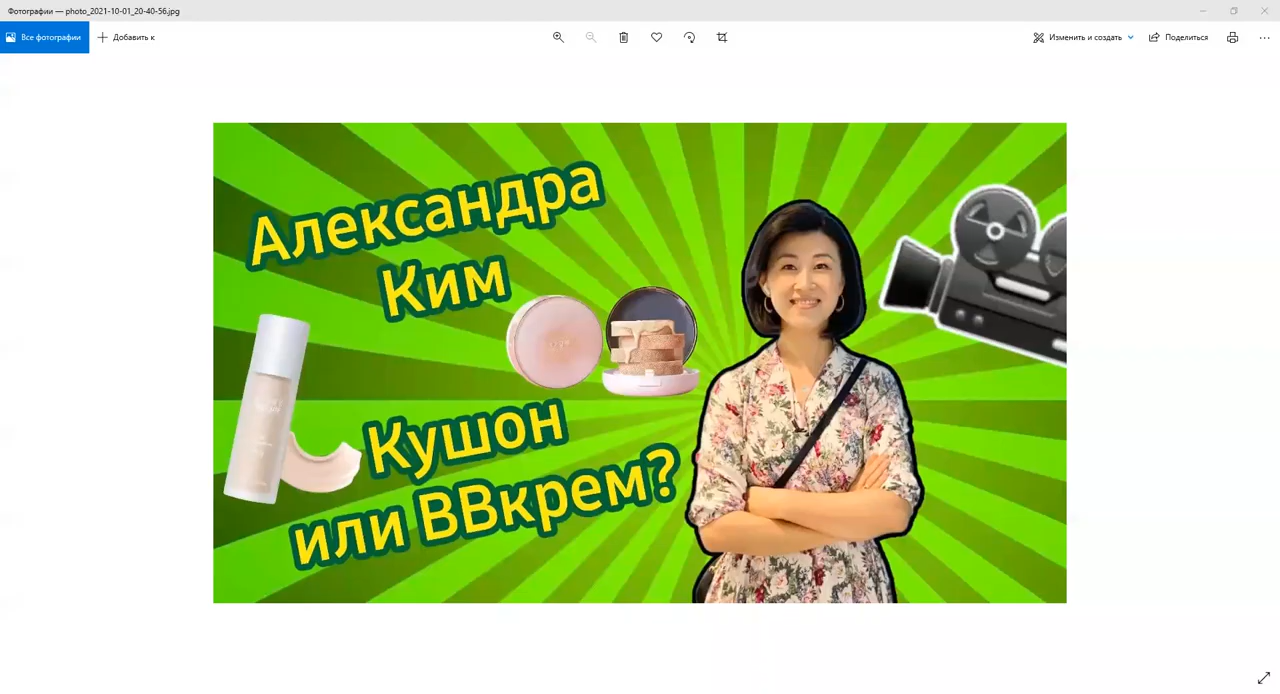 Фотографии — photo_2021-10-01_20-40-56.jpg
Все фотографии
Добавить к
Изменить и создать
Поделиться
Александра
Ким
Кушон
или ВВкрем?